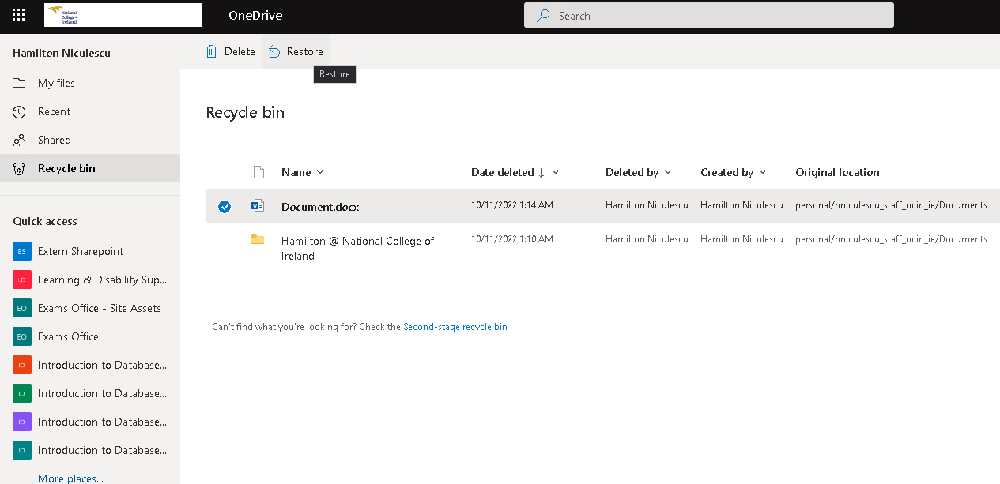 National
College of
Ireland
OneDrive
Search
Hamilton Niculescu
Delete
Restore
Restore
My files
Recent
Shared
Recycle bin
Quick access
ES Extern Sharepoint
LD Learning & Disability Sup...
EO Exams Office - Site Assets
EO Exams Office
ID Introduction to Database...
ID Introduction to Database...
ID Introduction to Database...
ID Introduction to Database...
More places...
Recycle bin
Name Date deleted ↓ Deleted by Created by Original location
Document.docx 10/11/2022 1:14 AM Hamilton Niculescu Hamilton Niculescu personal/hniculescu_staff_ncirl_ie/Documents
Hamilton @ National College of 10/11/2022 1:10 AM Hamilton Niculescu Hamilton Niculescu personal/hniculescu_staff_ncirl_ie/Documents
Ireland
Can't find what you're looking for? Check the Second-stage recycle bin